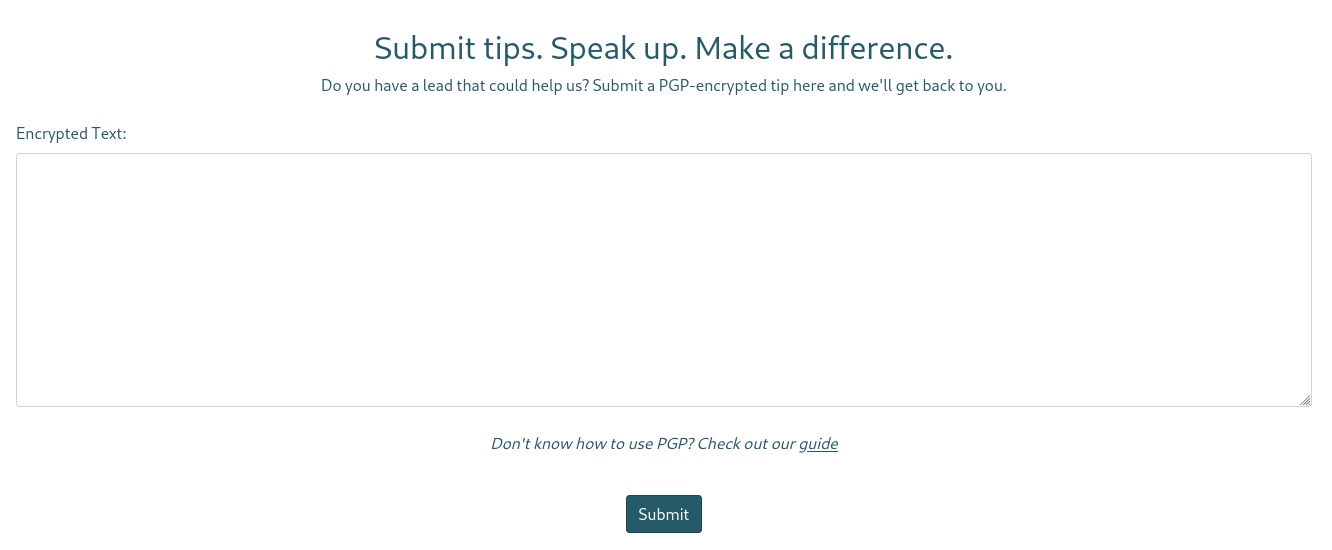 Submit tips. Speak up. Make a difference.
Do you have a lead that could help us? Submit a PGP-encrypted tip here and we'll get back to you.
Encrypted Text:
Don't know how to use PGP? Check out our guide
Submit